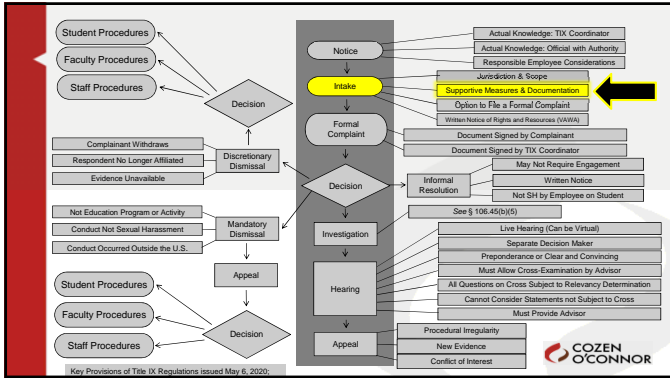 Student Procedures
Faculty Procedures
Staff Procedures
Decision
Complainant Withdraws
Respondent No Longer Affiliated
Evidence Unavailable
Discretionary
Dismissal
Not Education Program or Activity
Conduct Not Sexual Harassment
Conduct Occurred Outside the U.S.
Mandatory
Dismissal
Appeal
Student Procedures
Faculty Procedures
Staff Procedures
Decision
Key Provisions of Title IX Regulations issued May 6, 2020;
Notice
Intake
Formal
Complaint
Decision
Investigation
Hearing
Appeal
Actual Knowledge: TIX Coordinator
Actual Knowledge: Official with Authority
Responsible Employee Considerations
Jurisdiction & Scope
Supportive Measures & Documentation
Option to File a Formal Complaint
Written Notice of Rights and Resources (VAWA)
Document Signed by Complainant
Document Signed by TIX Coordinator
Informal
Resolution
May Not Require Engagement
Written Notice
Not SH by Employee on Student
See § 106.45(b)(5)
Live Hearing (Can be Virtual)
Separate Decision Maker
Preponderance or Clear and Convincing
Must Allow Cross-Examination by Advisor
All Questions on Cross Subject to Relevancy Determination
Cannot Consider Statements not Subject to Cross
Must Provide Advisor
Procedural Irregularity
New Evidence
Conflict of Interest
COZEN
O'CONNOR